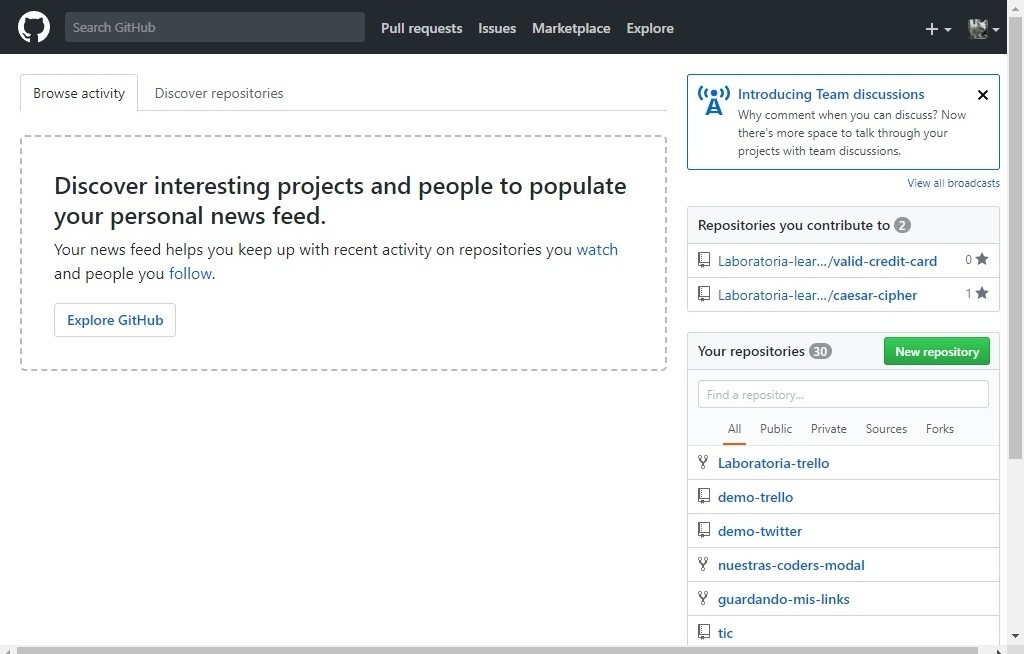 Search GitHub
Pull requests Issues Marketplace Explore
Browse activity Discover repositories
Discover interesting projects and people to populate
your personal news feed.
Your news feed helps you keep up with recent activity on repositories you watch
and people you follow.
Explore GitHub
Introducing Team discussions
Why comment when you can discuss? Now
there's more space to talk through your
projects with team discussions.
View all broadcasts
Repositories you contribute to 2
Laboratoria-lear.../valid-credit-card 0
Laboratoria-lear.../caesar-cipher 1
Your repositories 30 New repository
Find a repository...
All Public Private Sources Forks
Laboratoria-trello
demo-trello
demo-twitter
nuestras-coders-modal
guardando-mis-links
tic